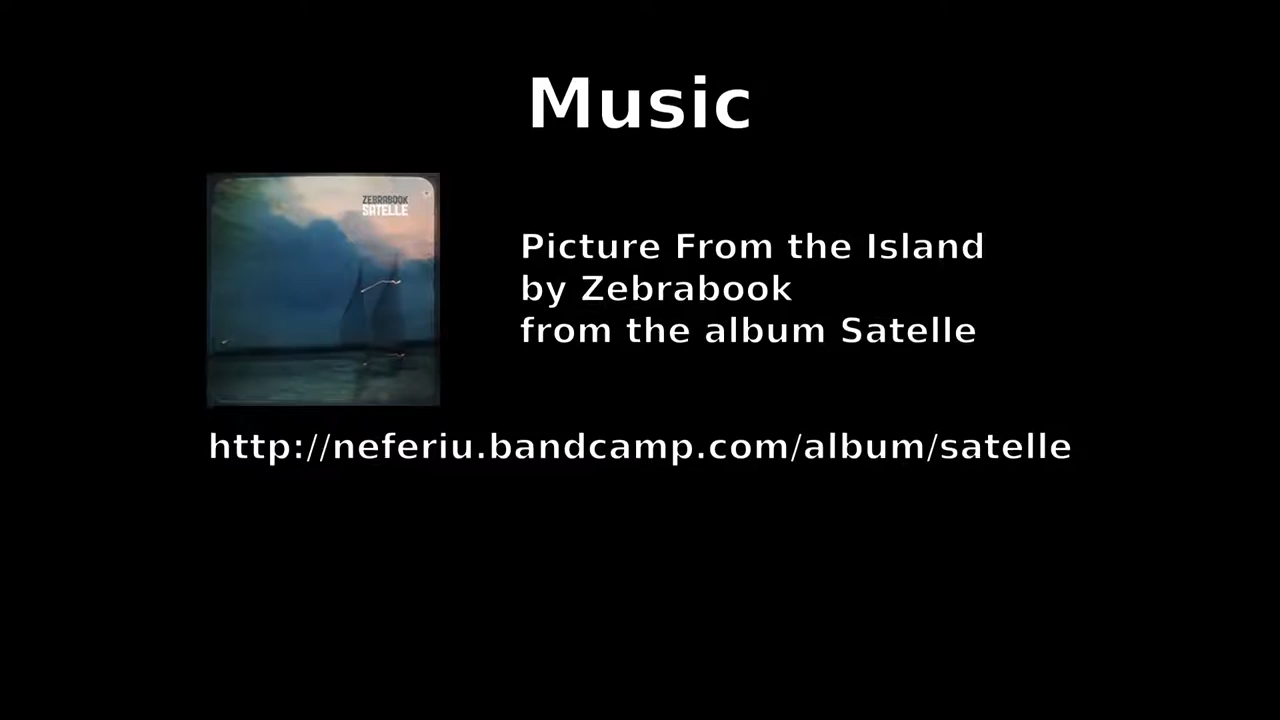 Music
ZEBRABOOK
SATELLE
Picture From the Island
by Zebrabook
from the album Satelle
http://neferiu.bandcamp.com/album/satelle